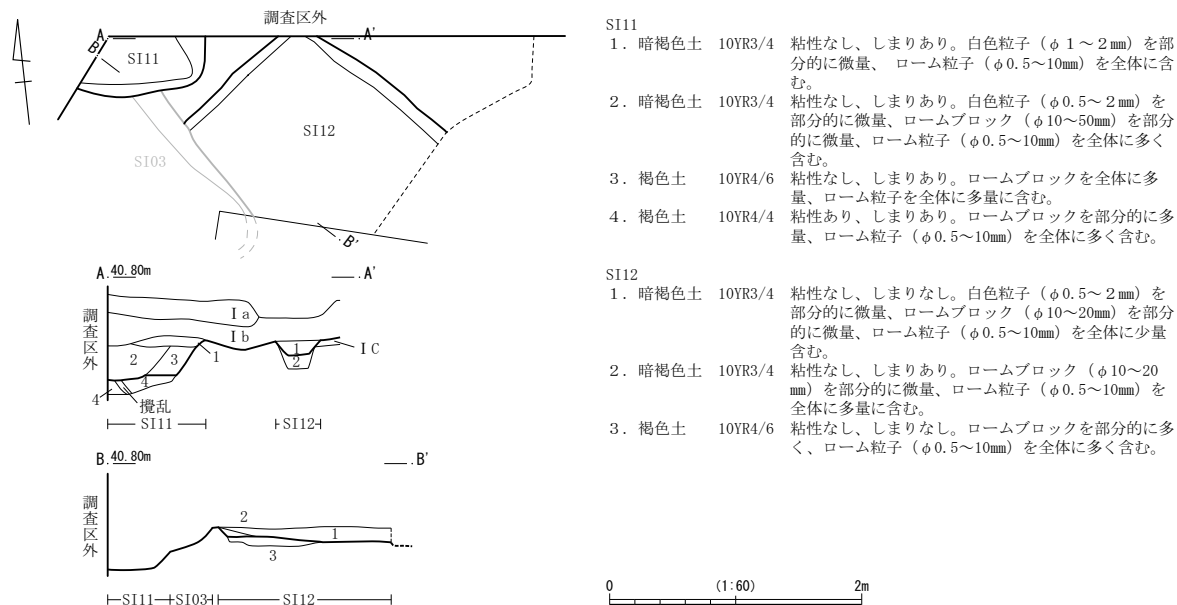 調査区外
A
A'
B
SI11
SI12
SI03
B'
A 40.80m
A'
調査区外
Ⅰa
Ⅰb
ⅠC
2
3
1
1
2
4
4
攪乱
SI11
SI12
B 40.80m
B'
調査区外
2
1
3
SI11
SI03
SI12
SI11
1．暗褐色土 10YR3/4 粘性なし、しまりあり。白色粒子（φ１～２㎜）を部
分的に微量、 ローム粒子（φ0.5～10㎜）を全体に含
む。
2．暗褐色土 10YR3/4 粘性なし、しまりあり。白色粒子（φ0.5～２㎜）を
部分的に微量、ロームブロック（φ10～50㎜）を部分
的に微量、ローム粒子（φ0.5～10㎜）を全体に多く
含む。
3．褐色土 10YR4/6 粘性なし、しまりあり。ロームブロックを全体に多
量、ローム粒子を全体に多量に含む。
4．褐色土 10YR4/4 粘性あり、しまりあり。ロームブロックを部分的に多
量、ローム粒子（φ0.5～10㎜）を全体に多く含む。
SI12
1．暗褐色土 10YR3/4 粘性なし、しまりなし。白色粒子（φ0.5～２㎜）を
部分的に微量、ロームブロック（φ10～20㎜）を部分
的に微量、ローム粒子（φ0.5～10㎜）を全体に少量
含む。
2．暗褐色土 10YR3/4 粘性なし、しまりあり。ロームブロック（φ10～20
㎜）を部分的に微量、ローム粒子（φ0.5～10㎜）を
全体に多量に含む。
3．褐色土 10YR4/6 粘性なし、しまりなし。ロームブロックを部分的に多
く、ローム粒子（φ0.5～10㎜）を全体に多く含む。
0 (1:60) 2m